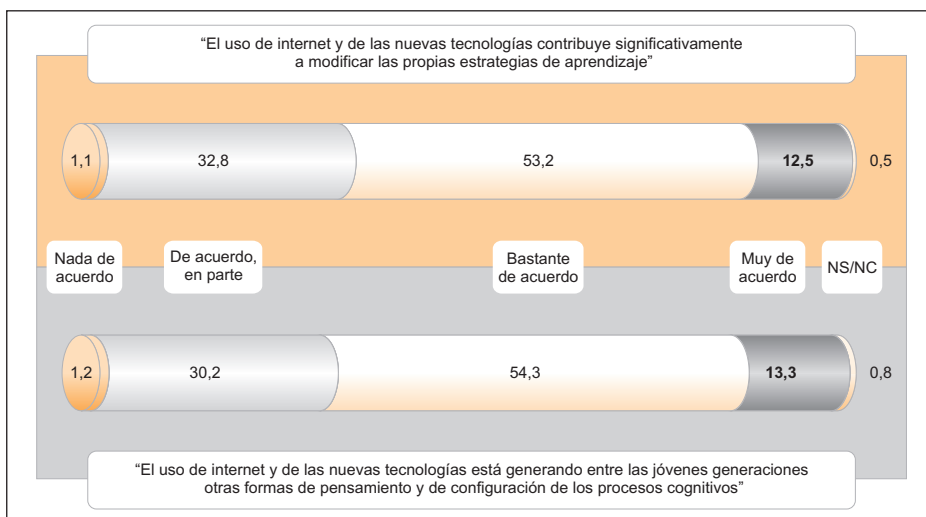 “El uso de internet y de las nuevas tecnologías contribuye significativamente
a modificar las propias estrategias de aprendizaje”
1,1
32,8
53,2
12,5
0,5
Nada de
acuerdo
De acuerdo,
en parte
Bastante
de acuerdo
Muy de
acuerdo
NS/NC
1,2
30,2
54,3
13,3
0,8
“El uso de internet y de las nuevas tecnologías está generando entre las jóvenes generaciones
otras formas de pensamiento y de configuración de los procesos cognitivos”